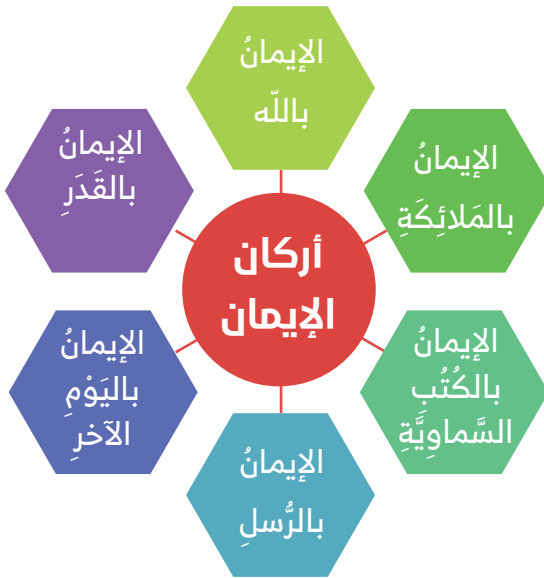 أركان
الإيمان
الإيمانُ
باللّه
الإيمانُ
بالمَلائِكَةِ
الإيمانُ
بالكُتُبِ
السَّماوِيَّةِ
الإيمانُ
بالرُّسلِ
الإيمانُ
باليَوْمِ
الآخرِ
الإيمانُ
بالقَدَرِ